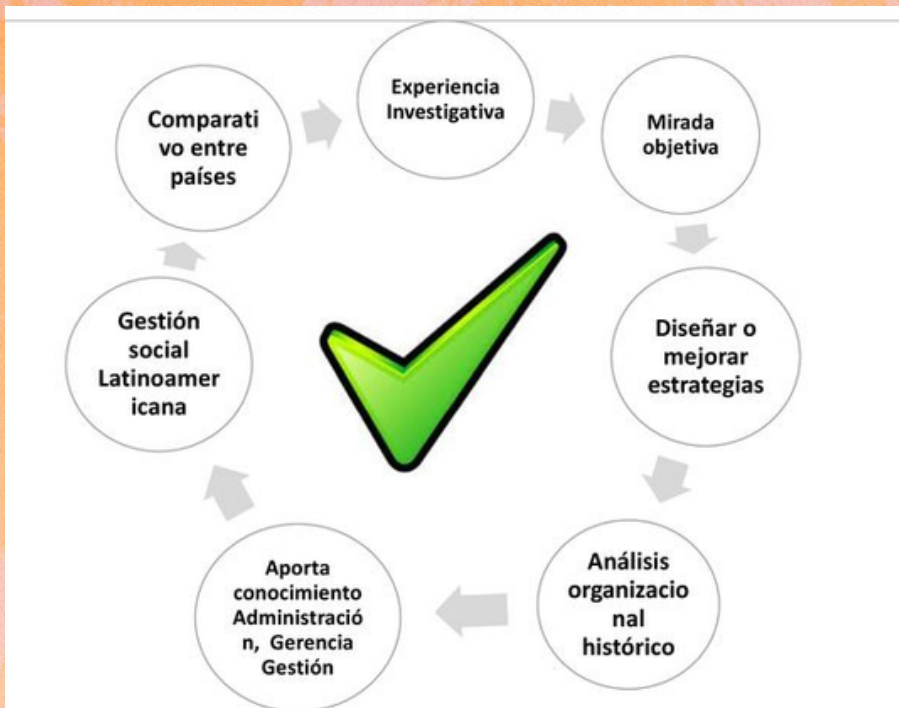 Experiencia
Investigativa
Mirada
objetiva
Diseñar o
mejorar
estrategias
Análisis
organizacio
nal
histórico
Aporta
conocimiento
Administració
n, Gerencia
Gestión
Gestión
social
Latinoamer
icana
Comparati
vo entre
países